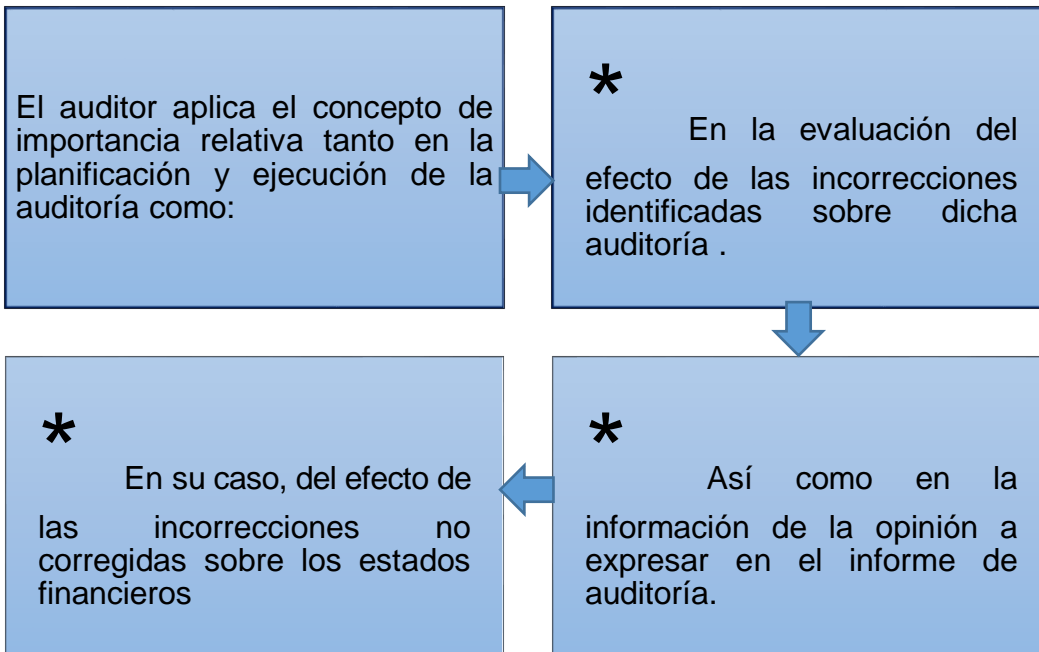 El auditor aplica el concepto de
importancia relativa tanto en la
planificación y ejecución de la
auditoría como:
*
En la evaluación del
efecto de las incorrecciones
identificadas sobre dicha
auditoría .
*
Así como en la
información de la opinión a
expresar en el informe de
auditoría.
*
En su caso, del efecto de
las incorrecciones no
corregidas sobre los estados
financieros